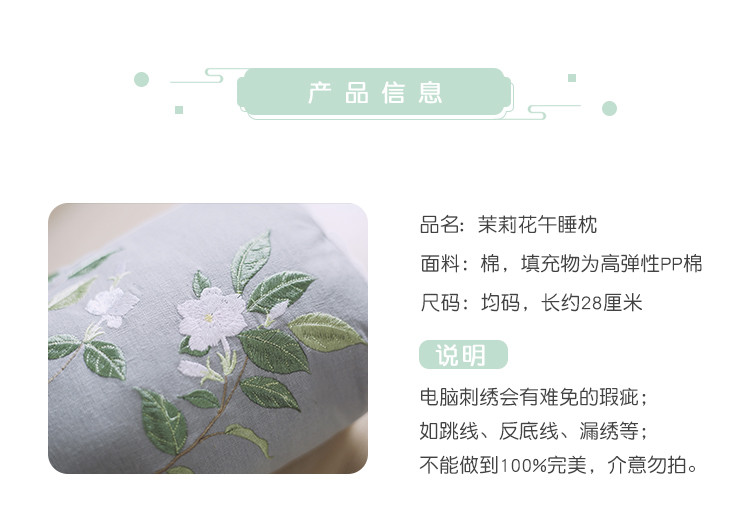 产品信息
品名：茉莉花午睡枕
面料：棉，填充物为高弹性PP棉
尺码：均码，长约28厘米
说明
电脑刺绣会有难免的瑕疵；
如跳线、反底线、漏绣等；
不能做到100%完美，介意勿拍。